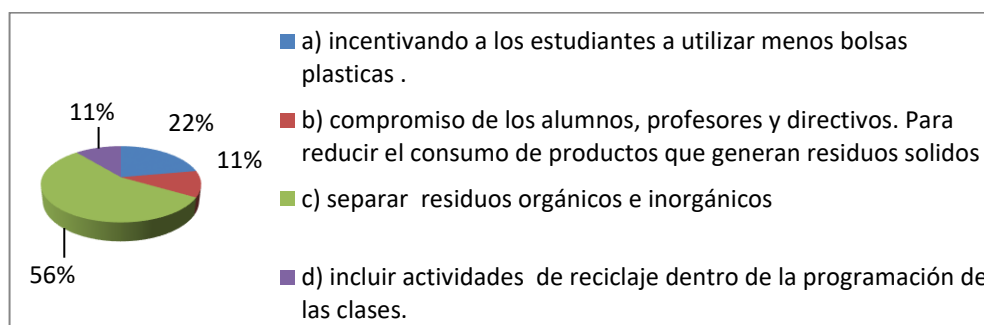 a) incentivando a los estudiantes a utilizar menos bolsas
plasticas .
b) compromiso de los alumnos, profesores y directivos. Para
reducir el consumo de productos que generan residuos solidos
c) separar residuos orgánicos e inorgánicos
d) incluir actividades de reciclaje dentro de la programación de
las clases.
11%
22%
11%
56%